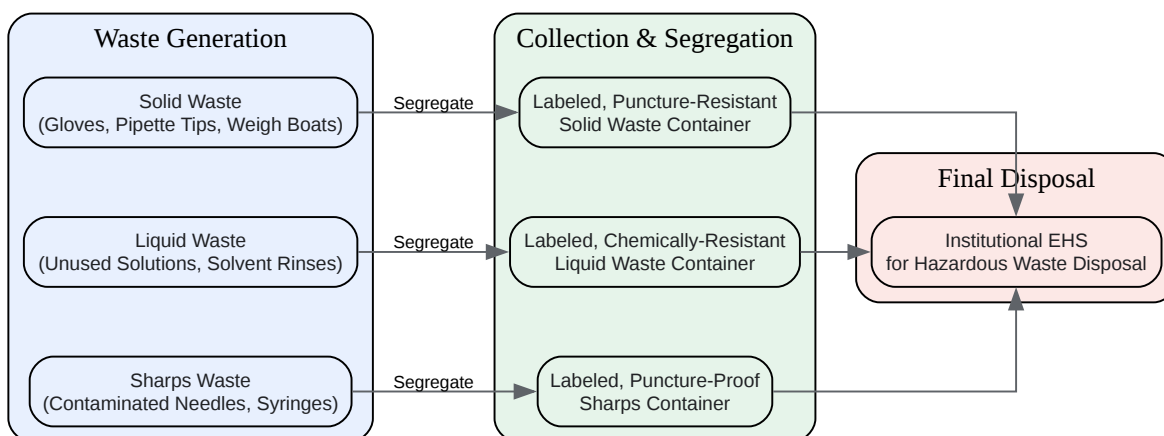 Waste Generation
Collection & Segregation
Solid Waste
(Gloves, Pipette Tips, Weigh Boats)
Segregate
Labeled, Puncture-Resistant
Solid Waste Container
Final Disposal
Liquid Waste
(Unused Solutions, Solvent Rinses)
Segregate
Labeled, Chemically-Resistant
Liquid Waste Container
Institutional EHS
for Hazardous Waste Disposal
Sharps Waste
(Contaminated Needles, Syringes)
Segregate
Labeled, Puncture-Proof
Sharps Container